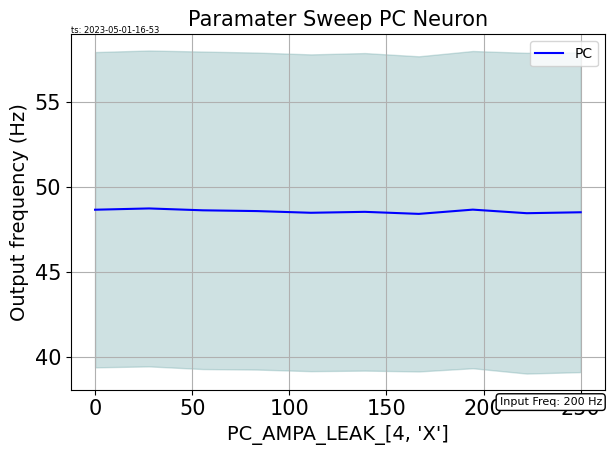 Paramater Sweep PC Neuron
ts: 2023-05-01-16-53
PC
Output frequency (Hz)
55
50
45
40
0 50 100 150 200 250
Input Freq: 200 Hz
PC_AMPA_LEAK_[4, 'X']